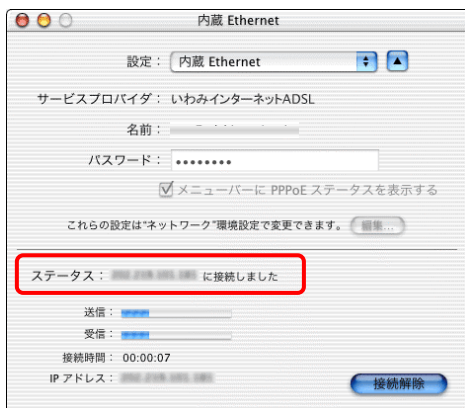 内蔵 Ethernet
設定： 内蔵 Ethernet
サービスプロバイダ： いわみインターネットADSL
名前：
パスワード： ••••••••
メニューバーに PPPoE ステータスを表示する
これらの設定は“ネットワーク”環境設定で変更できます。 編集...
ステータス： に接続しました
送信：
受信：
接続時間： 00:00:07
IP アドレス：
接続解除